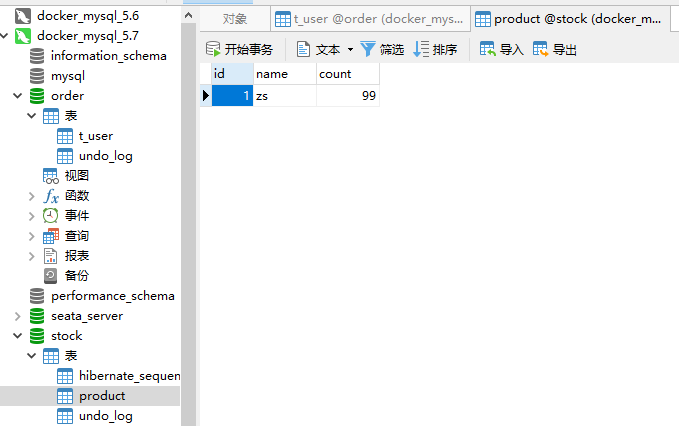 docker_mysql_5.6
docker_mysql_5.7
information_schema
mysql
order
表
t_user
undo_log
视图
函数
事件
查询
报表
备份
performance_schema
seata_server
stock
表
hibernate_sequen
product
undo_log
对象
t_user @order (docker_mys...
product @stock (docker_m...
开始事务 文本 筛选 排序 导入 导出
id name count
1 zs 99